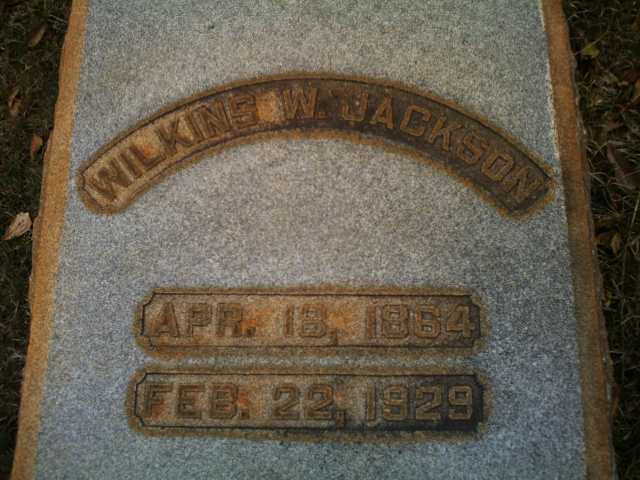 WILKINS W. JACKSON
APR. 18, 1864
FEB. 22, 1929